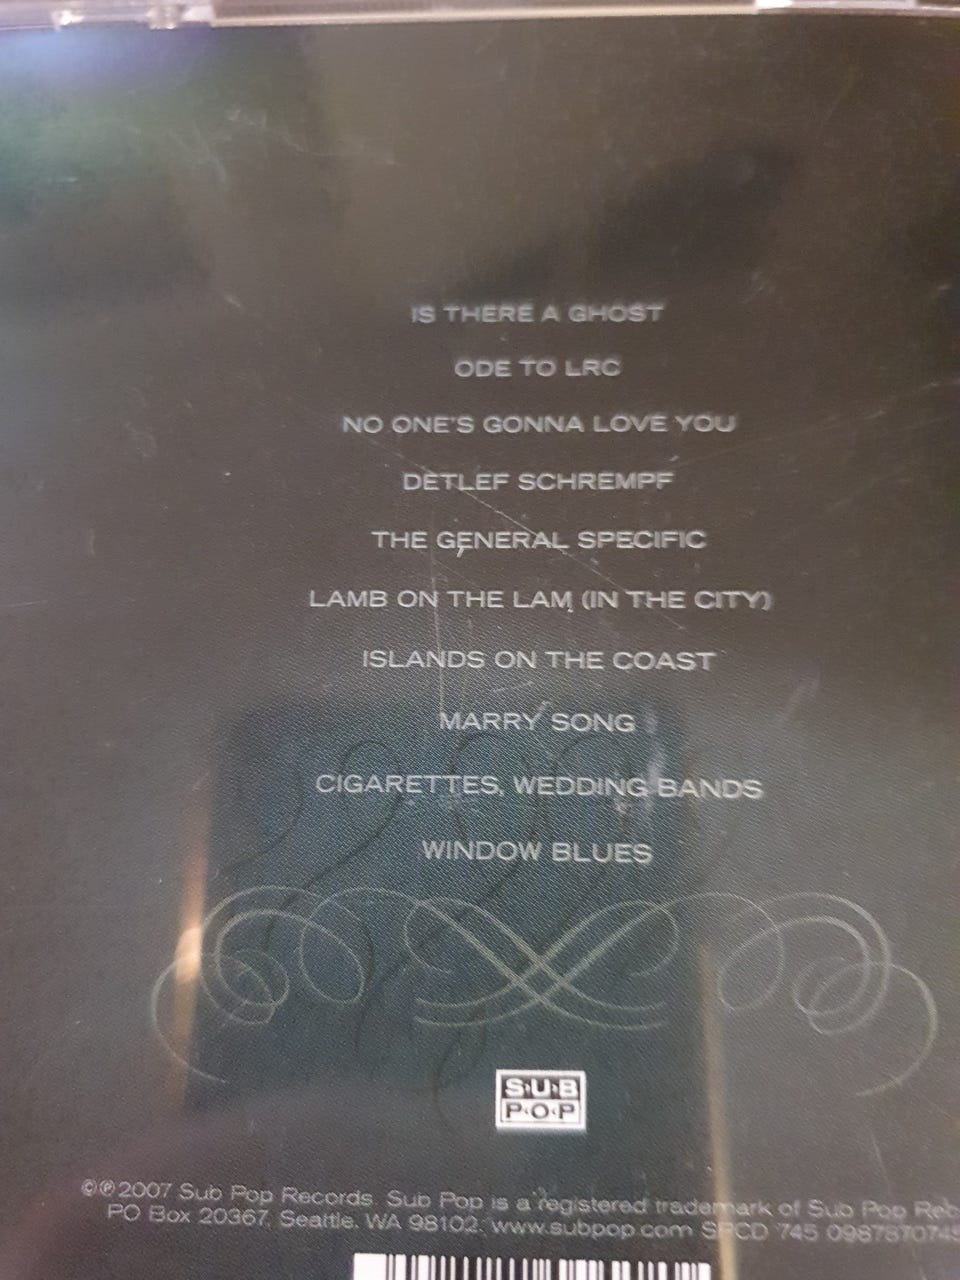 IS THERE A GHOST
ODE TO LRC
NO ONE'S GONNA LOVE YOU
DETLEF SCHREMPF
THE GENERAL SPECIFIC
LAMB ON THE LAM (IN THE CITY)
ISLANDS ON THE COAST
MARRY SONG
CIGARETTES, WEDDING BANDS
WINDOW BLUES
SUB
POP
©℗2007 Sub Pop Records. Sub Pop is a registered trademark of Sub Pop Rec
PO Box 20367, Seattle, WA 98102. www.subpop.com SPCD 745 0987870745